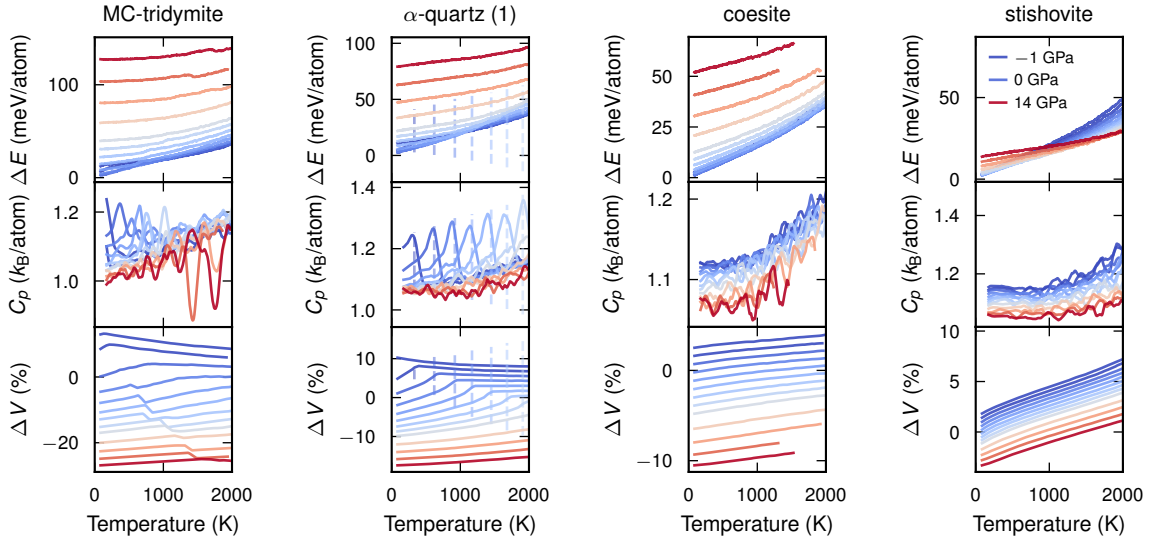 MC-tridymite
α-quartz (1)
coesite
stishovite
ΔE (meV/atom)
100
0
ΔE (meV/atom)
100
50
0
ΔE (meV/atom)
50
25
0
ΔE (meV/atom)
50
0
−1 GPa
0 GPa
14 GPa
Cp (kB/atom)
1.2
1.0
Cp (kB/atom)
1.4
1.2
1.0
Cp (kB/atom)
1.2
1.1
Cp (kB/atom)
1.4
1.2
ΔV (%)
0
−20
ΔV (%)
10
0
−10
ΔV (%)
0
−10
ΔV (%)
10
5
0
0 1000 2000
0 1000 2000
0 1000 2000
0 1000 2000
Temperature (K)
Temperature (K)
Temperature (K)
Temperature (K)